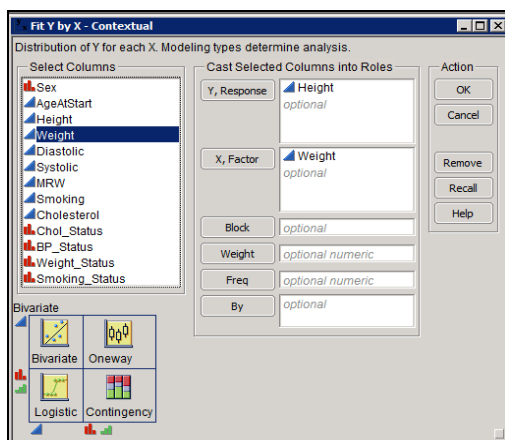 Fit Y by X - Contextual
Distribution of Y for each X. Modeling types determine analysis.
Select Columns
Sex
AgeAtStart
Height
Weight
Diastolic
Systolic
MRW
Smoking
Cholesterol
Chol_Status
BP_Status
Weight_Status
Smoking_Status
Cast Selected Columns into Roles
Y, Response
Height
optional
X, Factor
Weight
optional
Block
optional
Weight
optional numeric
Freq
optional numeric
By
optional
Action
OK
Cancel
Remove
Recall
Help
Bivariate
Bivariate
Oneway
Logistic
Contingency